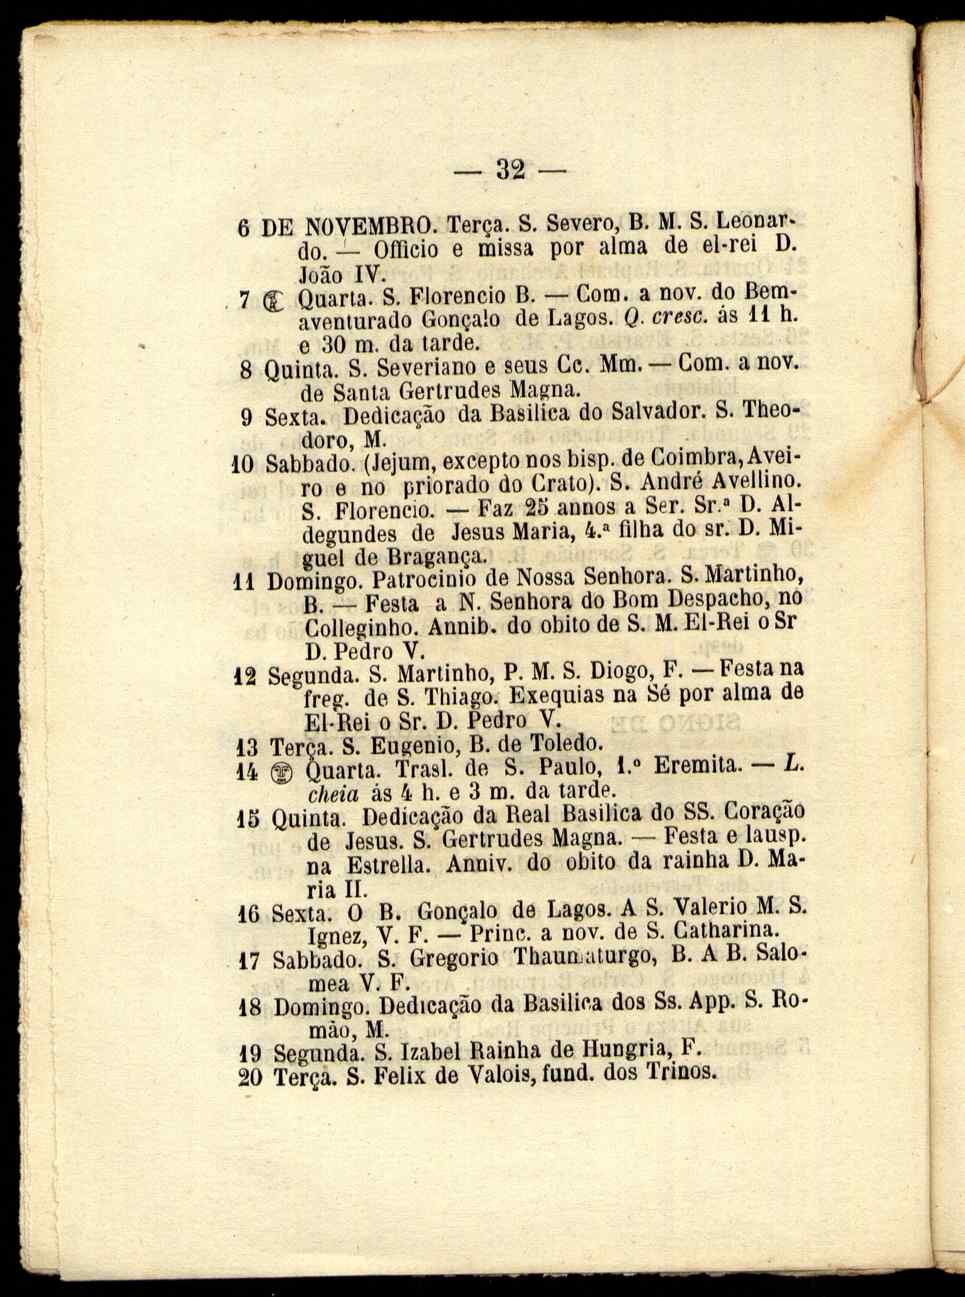 — 32 —
6 DE NOVEMBRO. Terça. S. Severo, B. M. S. Leonar-
do. — Officio e missa por alma de el-rei D.
João IV.
7 Quarta. S. Florencio B. — Com. a nov. do Bem-
aventurado Gonçalo de Lagos. Q. cresc. ás 11 h.
e 30 m. da tarde.
8 Quinta. S. Severiano e seus Cc. Mm. — Com. a nov.
de Santa Gertrudes Magna.
9 Sexta. Dedicação da Basilica do Salvador. S. Theo-
doro, M.
10 Sabbado. (Jejum, excepto nos bisp. de Coimbra, Avei-
ro e no priorado do Crato). S. André Avellino.
S. Florencio. — Faz 25 annos a Ser. Sr.ª D. Al-
degundes de Jesus Maria, 4.ª filha do sr. D. Mi-
guel de Bragança.
11 Domingo. Patrocinio de Nossa Senhora. S. Martinho,
B. — Festa a N. Senhora do Bom Despacho, no
Colleginho. Annib. do obito de S. M. El-Rei o Sr
D. Pedro V.
12 Segunda. S. Martinho, P. M. S. Diogo, F. — Festa na
freg. de S. Thiago. Exequias na Sé por alma de
El-Rei o Sr. D. Pedro V.
13 Terça. S. Eugenio, B. de Toledo.
14 Quarta. Trasl. de S. Paulo, 1.º Eremita. — L.
cheia ás 4 h. e 3 m. da tarde.
15 Quinta. Dedicação da Real Basilica do SS. Coração
de Jesus. S. Gertrudes Magna. — Festa e lausp.
na Estrella. Anniv. do obito da rainha D. Ma-
ria II.
16 Sexta. O B. Gonçalo de Lagos. A S. Valerio M. S.
Ignez, V. F. — Princ. a nov. de S. Catharina.
17 Sabbado. S. Gregorio Thaumaturgo, B. A B. Salo-
mea V. F.
18 Domingo. Dedicação da Basilica dos Ss. App. S. Ro-
mão, M.
19 Segunda. S. Izabel Rainha de Hungria, F.
20 Terça. S. Felix de Valois, fund. dos Trinos.